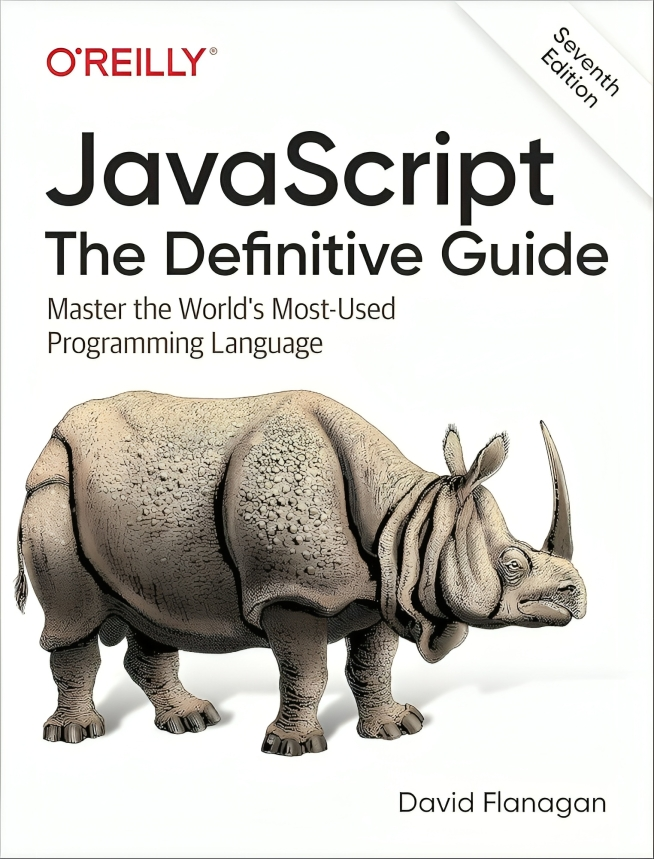 O'REILLY®
Seventh
Edition
JavaScript
The Definitive Guide
Master the World's Most-Used
Programming Language
David Flanagan